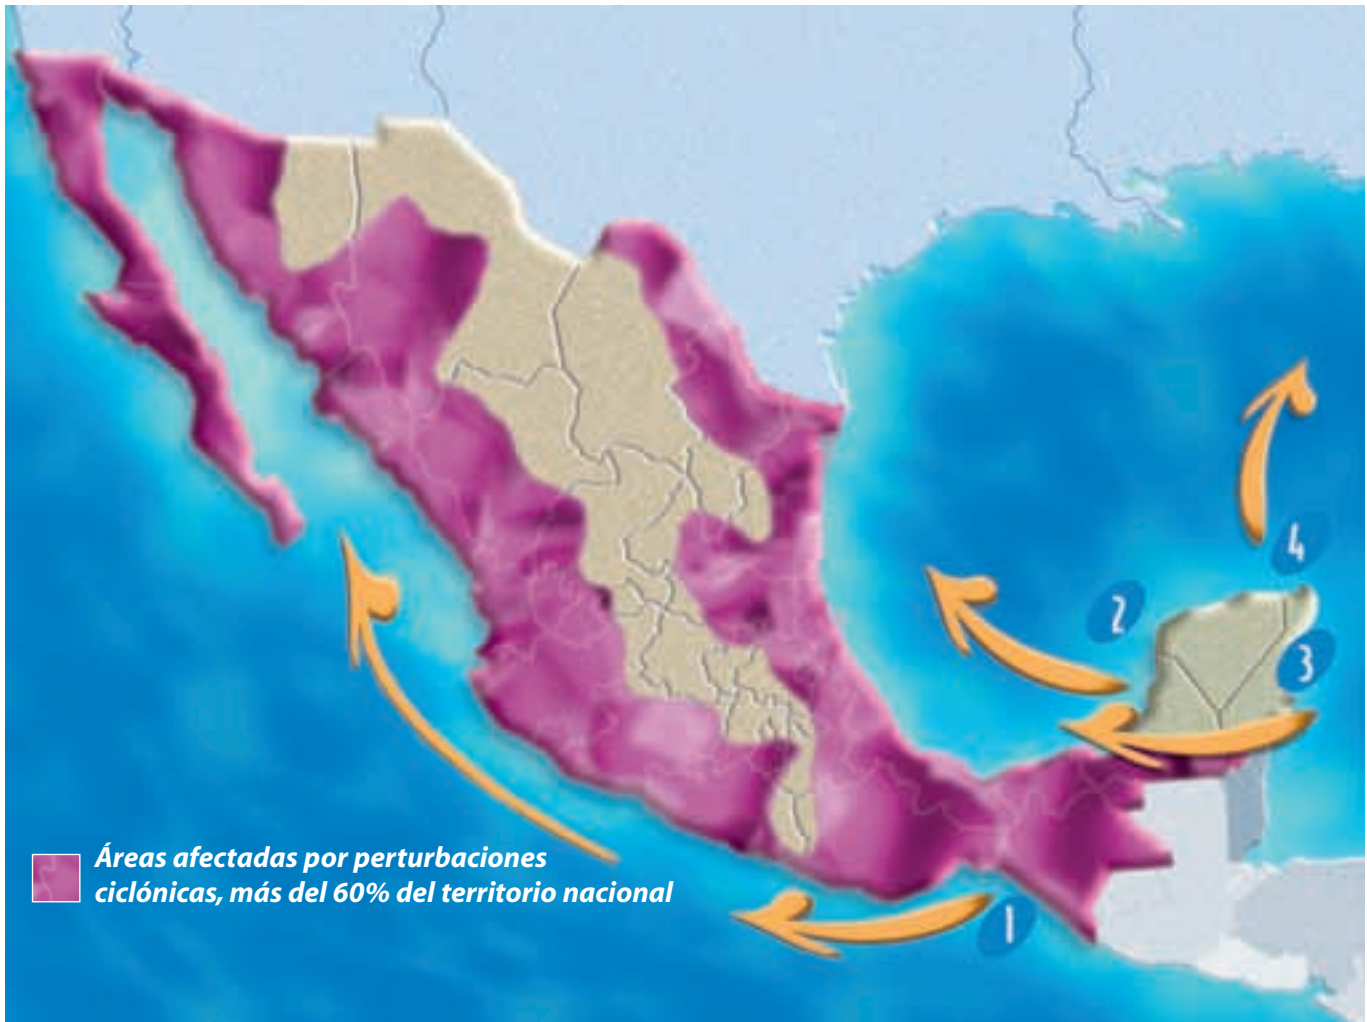 4
2
3
Áreas afectadas por perturbaciones
ciclónicas, más del 60% del territorio nacional
1